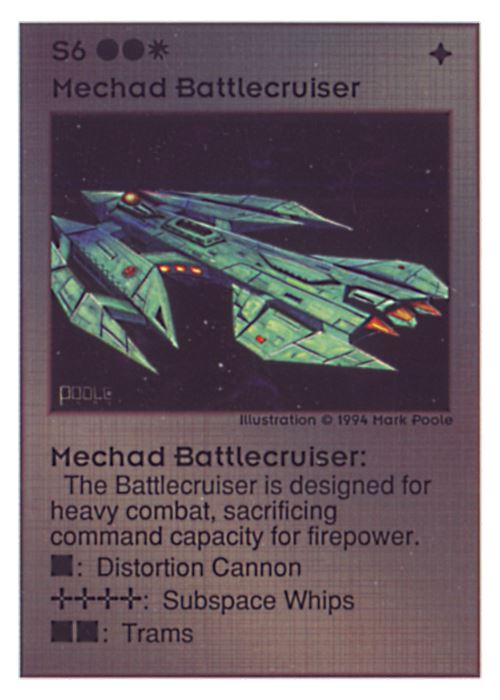 S6 ●●✷ ✦
Mechad Battlecruiser
POOLE
Illustration © 1994 Mark Poole
Mechad Battlecruiser:
The Battlecruiser is designed for
heavy combat, sacrificing
command capacity for firepower.
■: Distortion Cannon
✢✢✢✢: Subspace Whips
■■: Trams